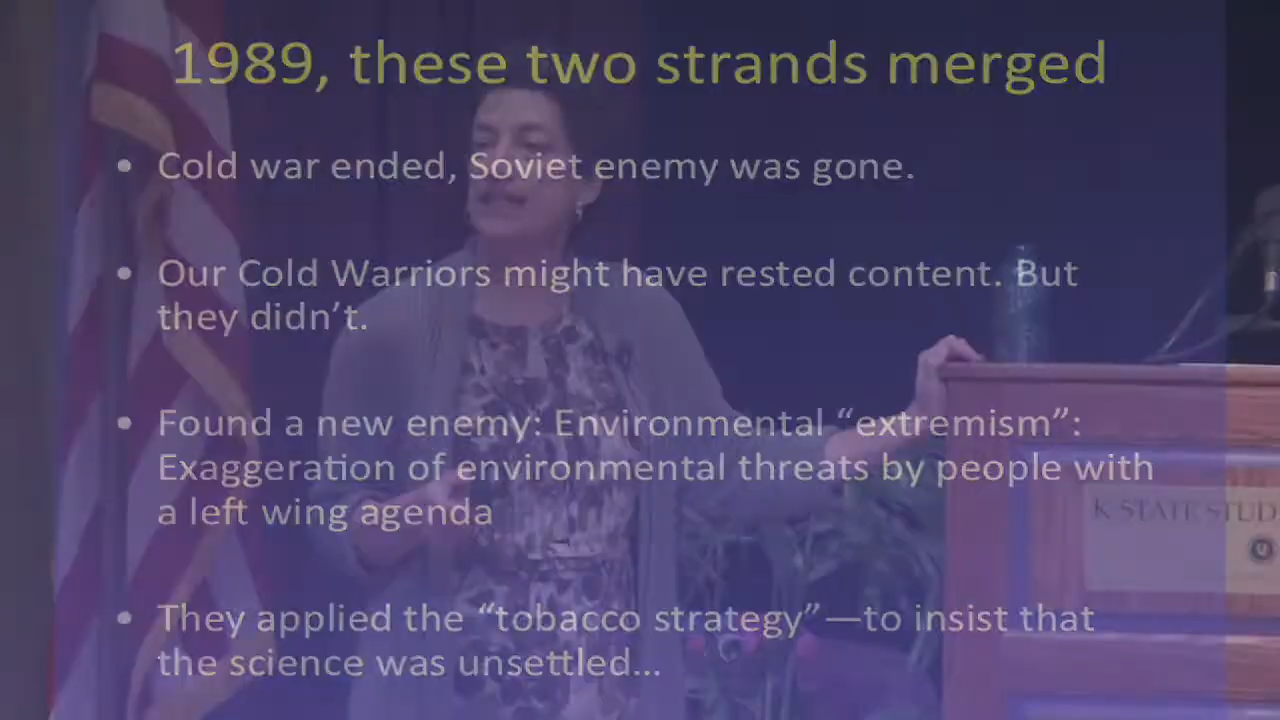 1989, these two strands merged
• Cold war ended, Soviet enemy was gone.
• Our Cold Warriors might have rested content. But
they didn’t.
• Found a new enemy: Environmental “extremism”:
Exaggeration of environmental threats by people with
a left wing agenda
• They applied the “tobacco strategy”—to insist that
the science was unsettled...
K-STATE STUD